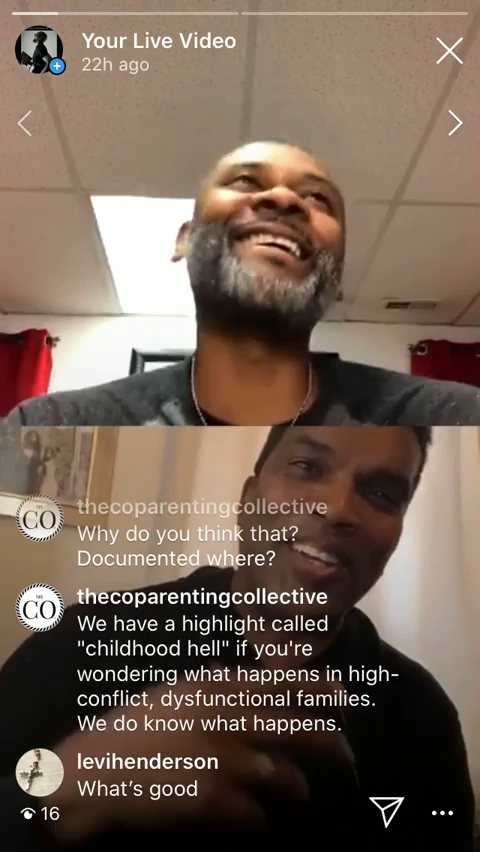 Your Live Video
22h ago
thecoparentingcollective
Why do you think that?
Documented where?
THE
CO
thecoparentingcollective
We have a highlight called
"childhood hell" if you're
wondering what happens in high-
conflict, dysfunctional families.
We do know what happens.
THE
CO
levihenderson
What’s good
16